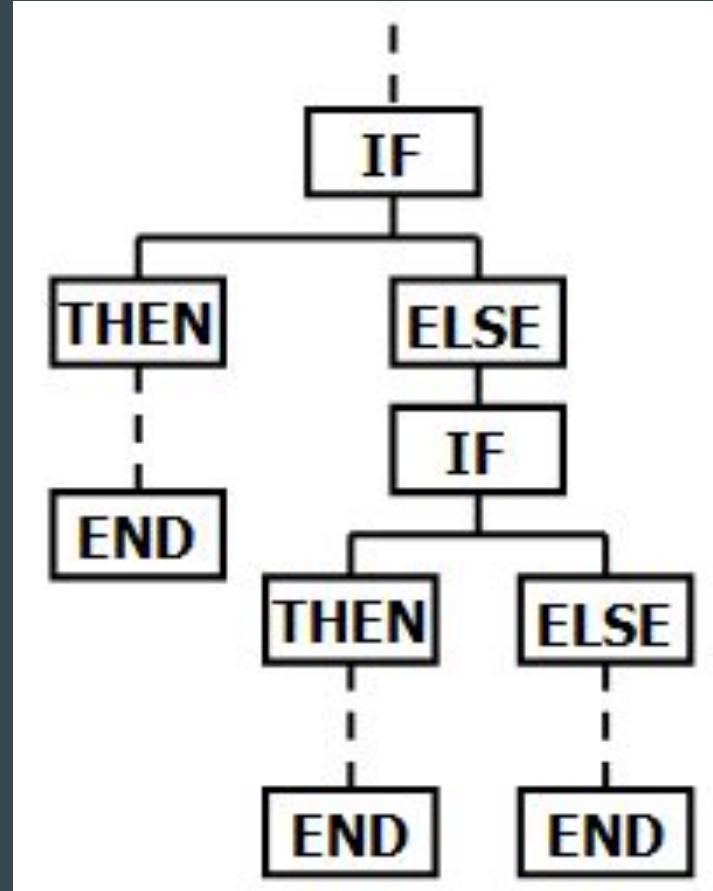 IF
THEN
ELSE
IF
END
THEN
ELSE
END
END